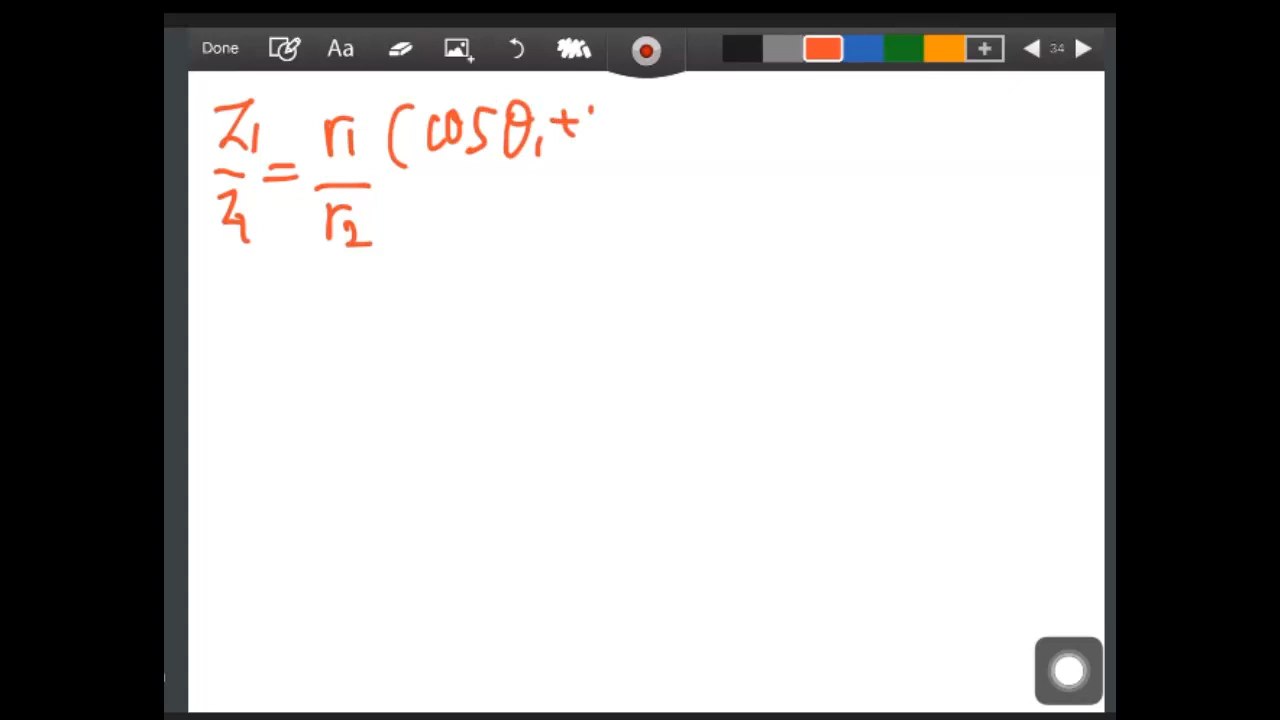 Done Aa 34
z₁/z₂ = r₁/r₂ (cosθ₁+